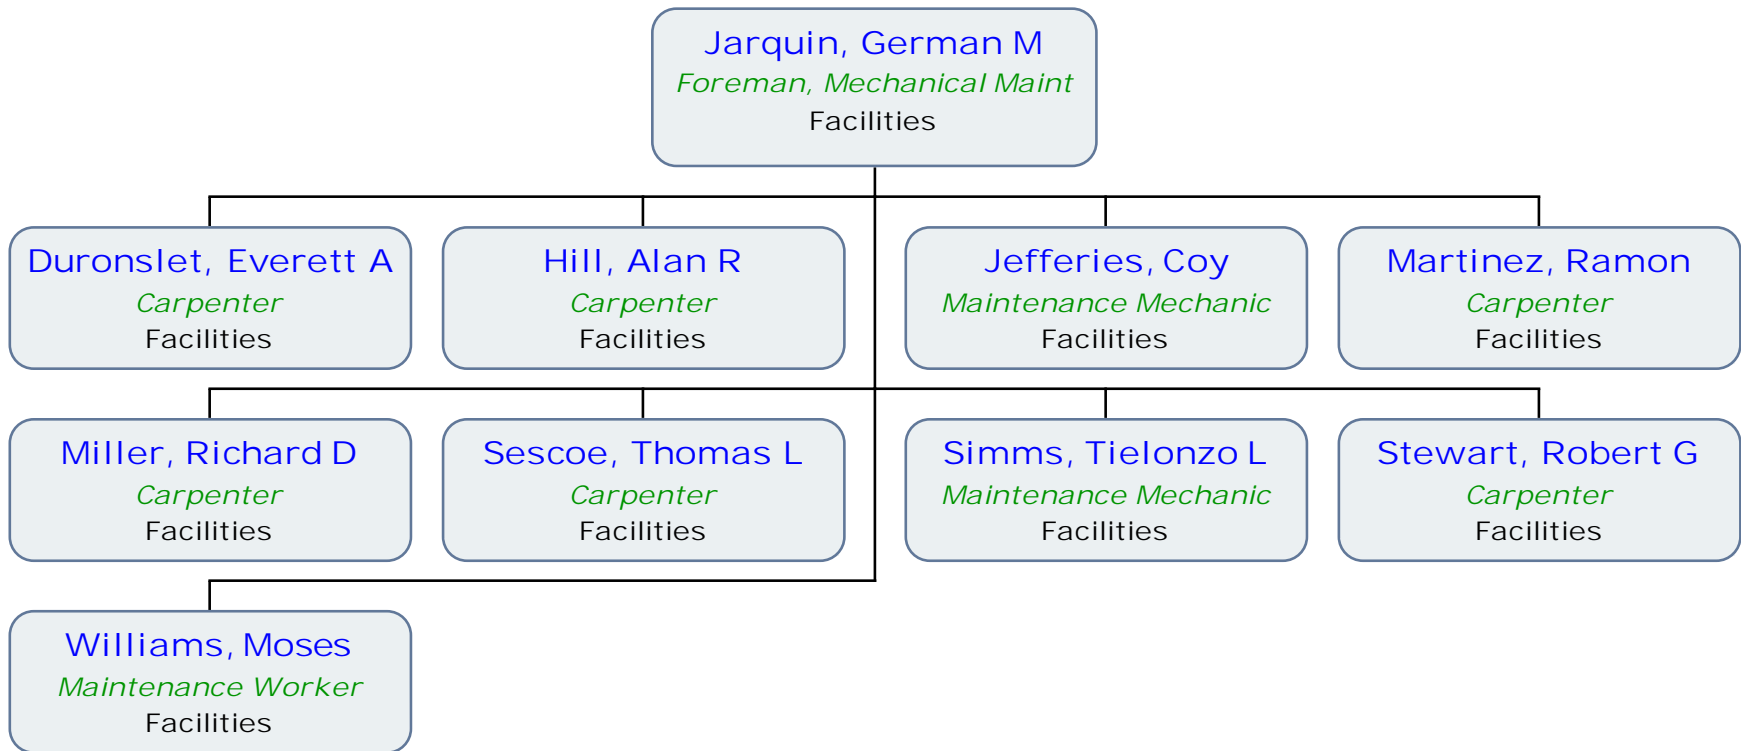 Jarquin, German M
Foreman, Mechanical Maint
Facilities
Duronslet, Everett A
Carpenter
Facilities
Hill, Alan R
Carpenter
Facilities
Jefferies, Coy
Maintenance Mechanic
Facilities
Martinez, Ramon
Carpenter
Facilities
Miller, Richard D
Carpenter
Facilities
Sescoe, Thomas L
Carpenter
Facilities
Simms, Tielonzo L
Maintenance Mechanic
Facilities
Stewart, Robert G
Carpenter
Facilities
Williams, Moses
Maintenance Worker
Facilities